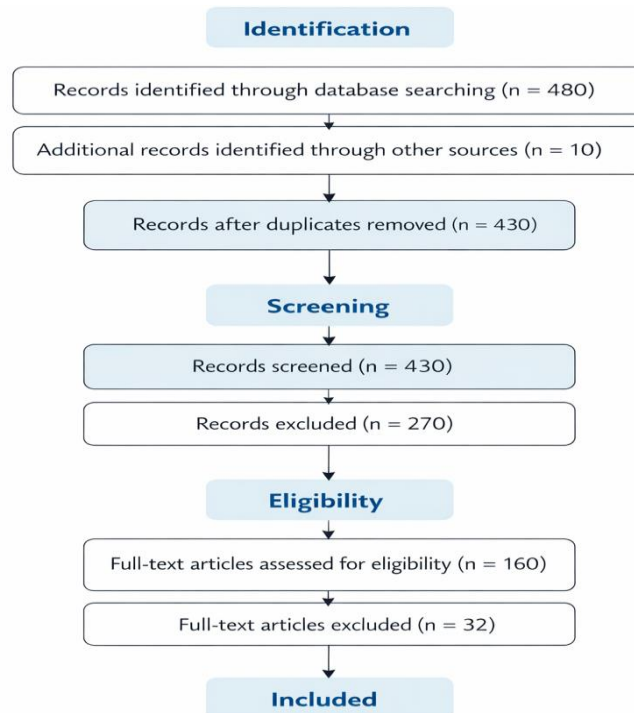 Identification
Records identified through database searching (n = 480)
Additional records identified through other sources (n = 10)
Records after duplicates removed (n = 430)
Screening
Records screened (n = 430)
Records excluded (n = 270)
Eligibility
Full-text articles assessed for eligibility (n = 160)
Full-text articles excluded (n = 32)
Included